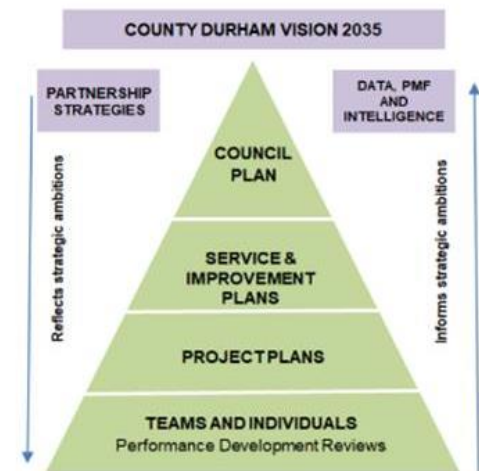 COUNTY DURHAM VISION 2035
PARTNERSHIP
STRATEGIES
DATA, PMF
AND
INTELLIGENCE
COUNCIL
PLAN
Reflects strategic ambitions
Informs strategic ambitions
SERVICE &
IMPROVEMENT
PLANS
PROJECT PLANS
TEAMS AND INDIVIDUALS
Performance Development Reviews